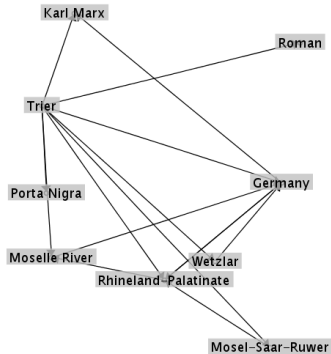 Karl Marx
Roman
Trier
Germany
Porta Nigra
Moselle River
Wetzlar
Rhineland-Palatinate
Mosel-Saar-Ruwer